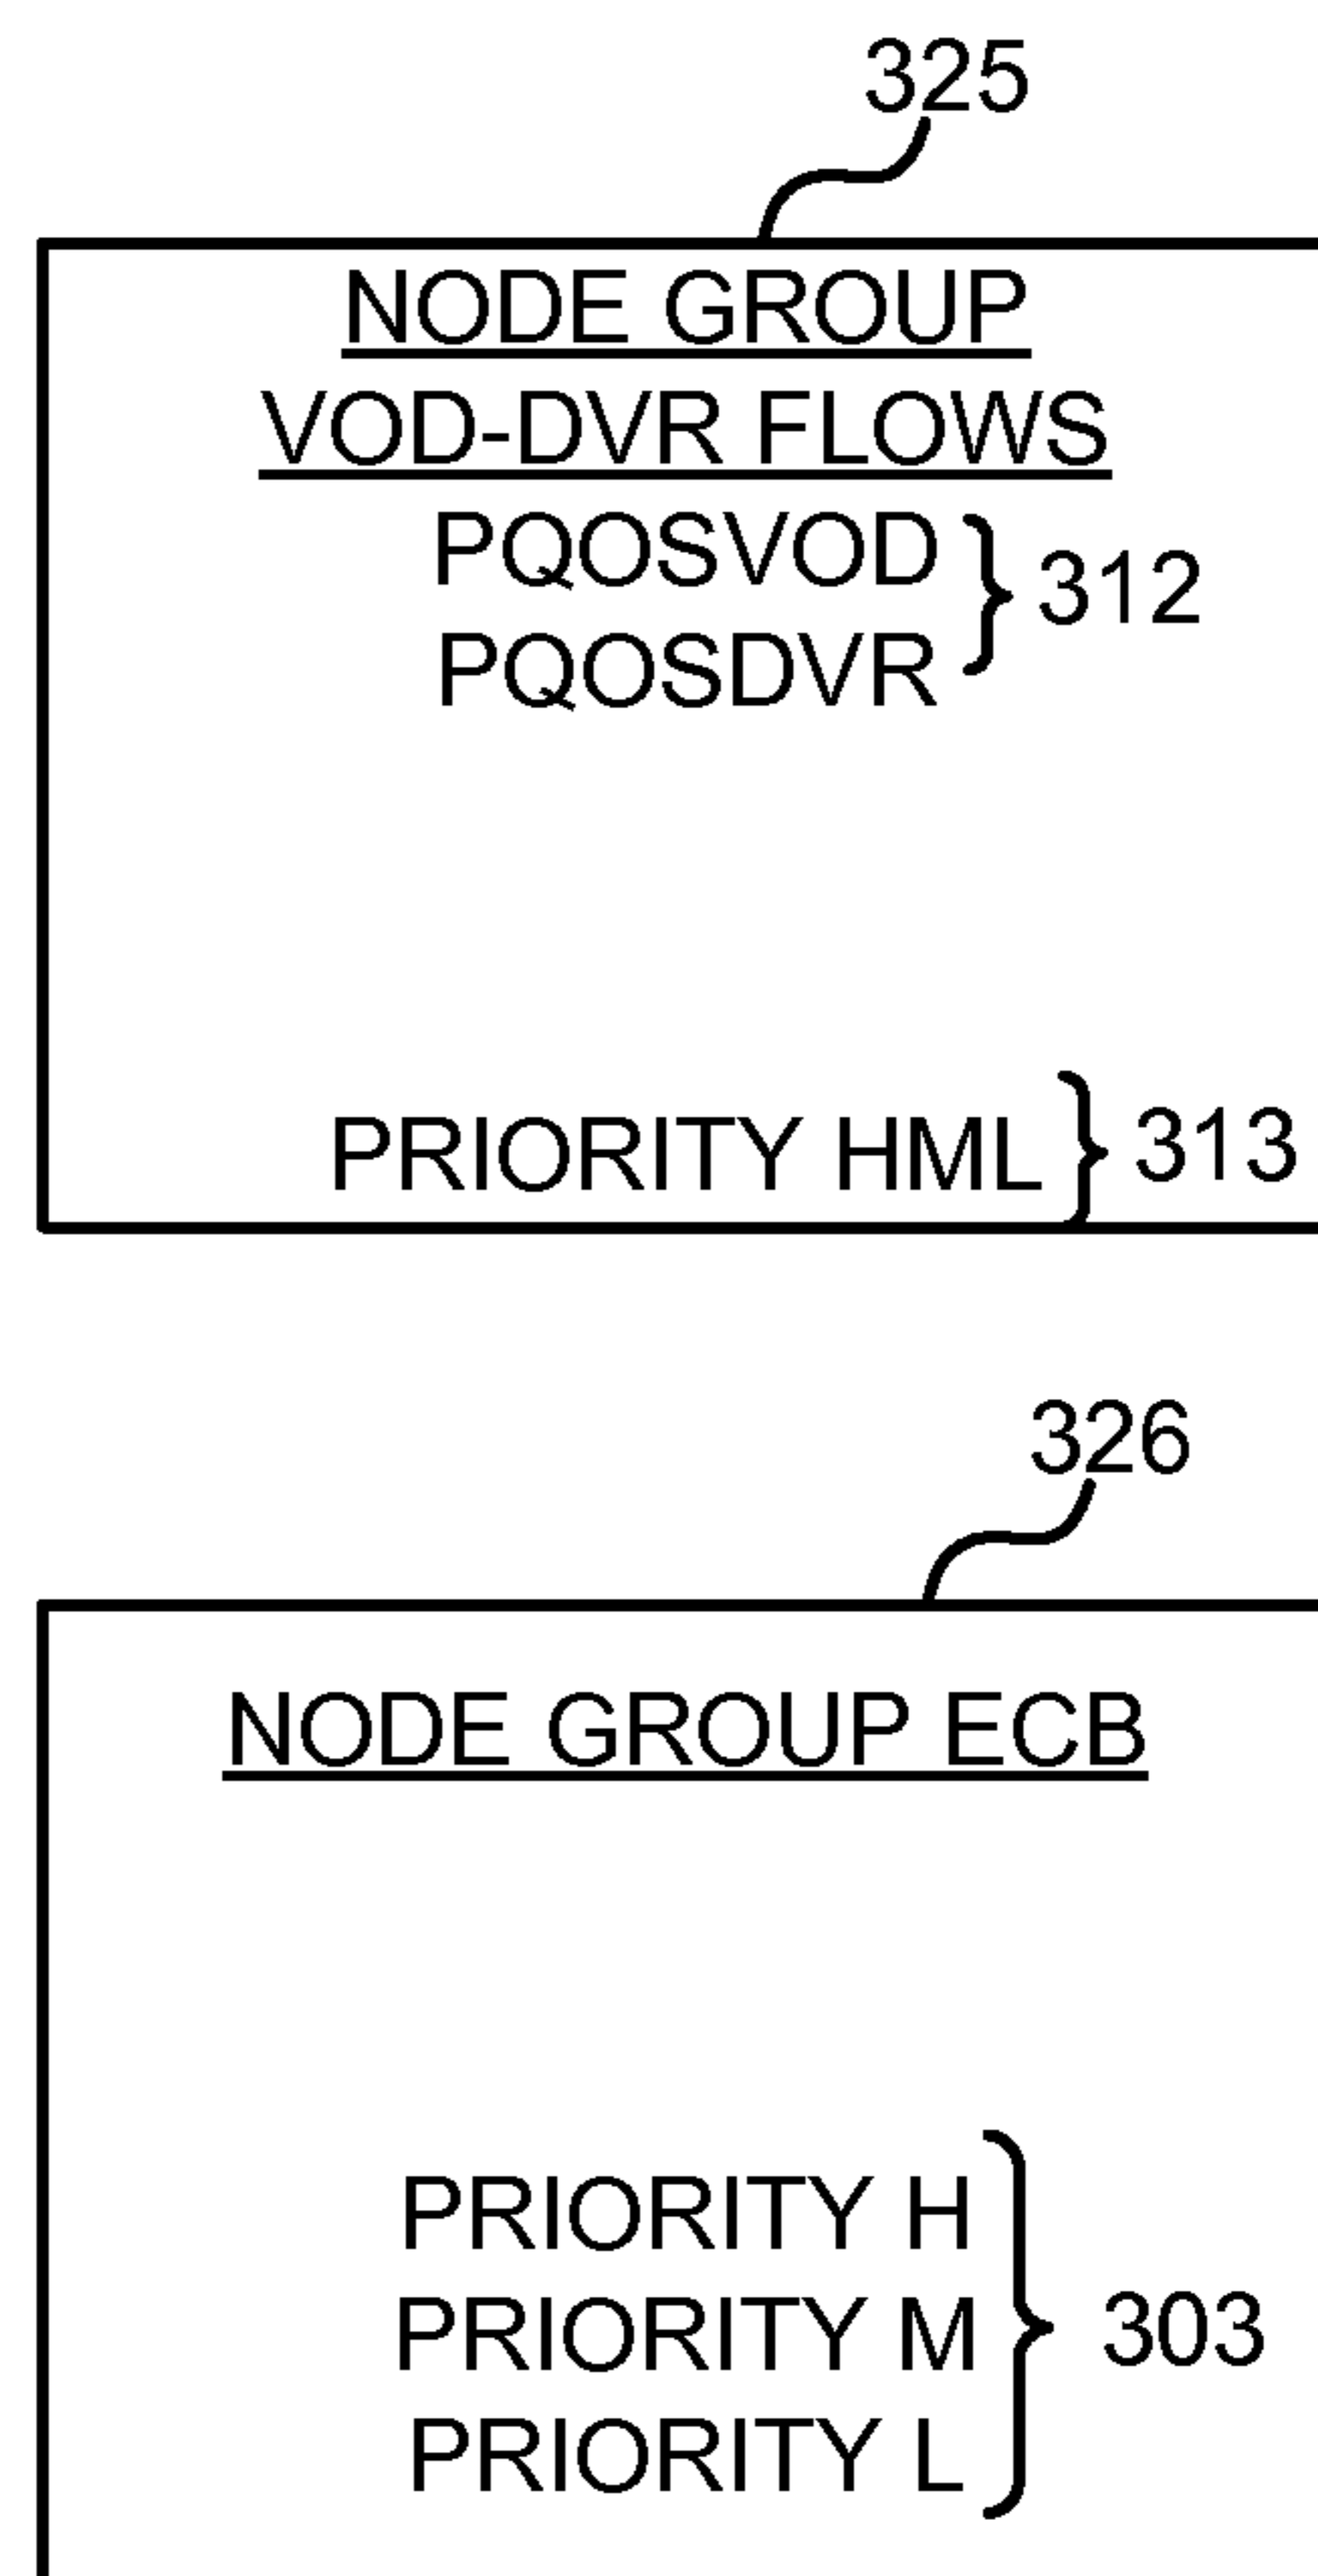 325
NODE GROUP
VOD-DVR FLOWS
PQOSVOD
312
PQOSDVR
PRIORITY HML 313
326
NODE GROUP ECB
PRIORITY H
PRIORITY M 303
PRIORITY L